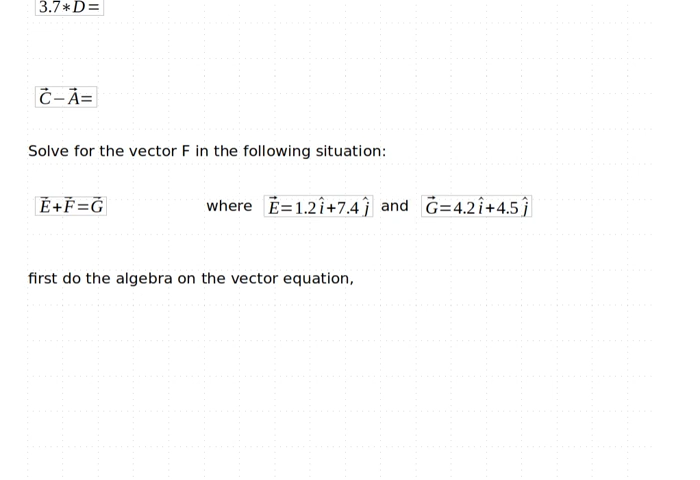 3.7*D=
C⃗−A⃗=
Solve for the vector F in the following situation:
E⃗+F⃗=G⃗ where E⃗=1.2î+7.4ĵ and G⃗=4.2î+4.5ĵ
first do the algebra on the vector equation,